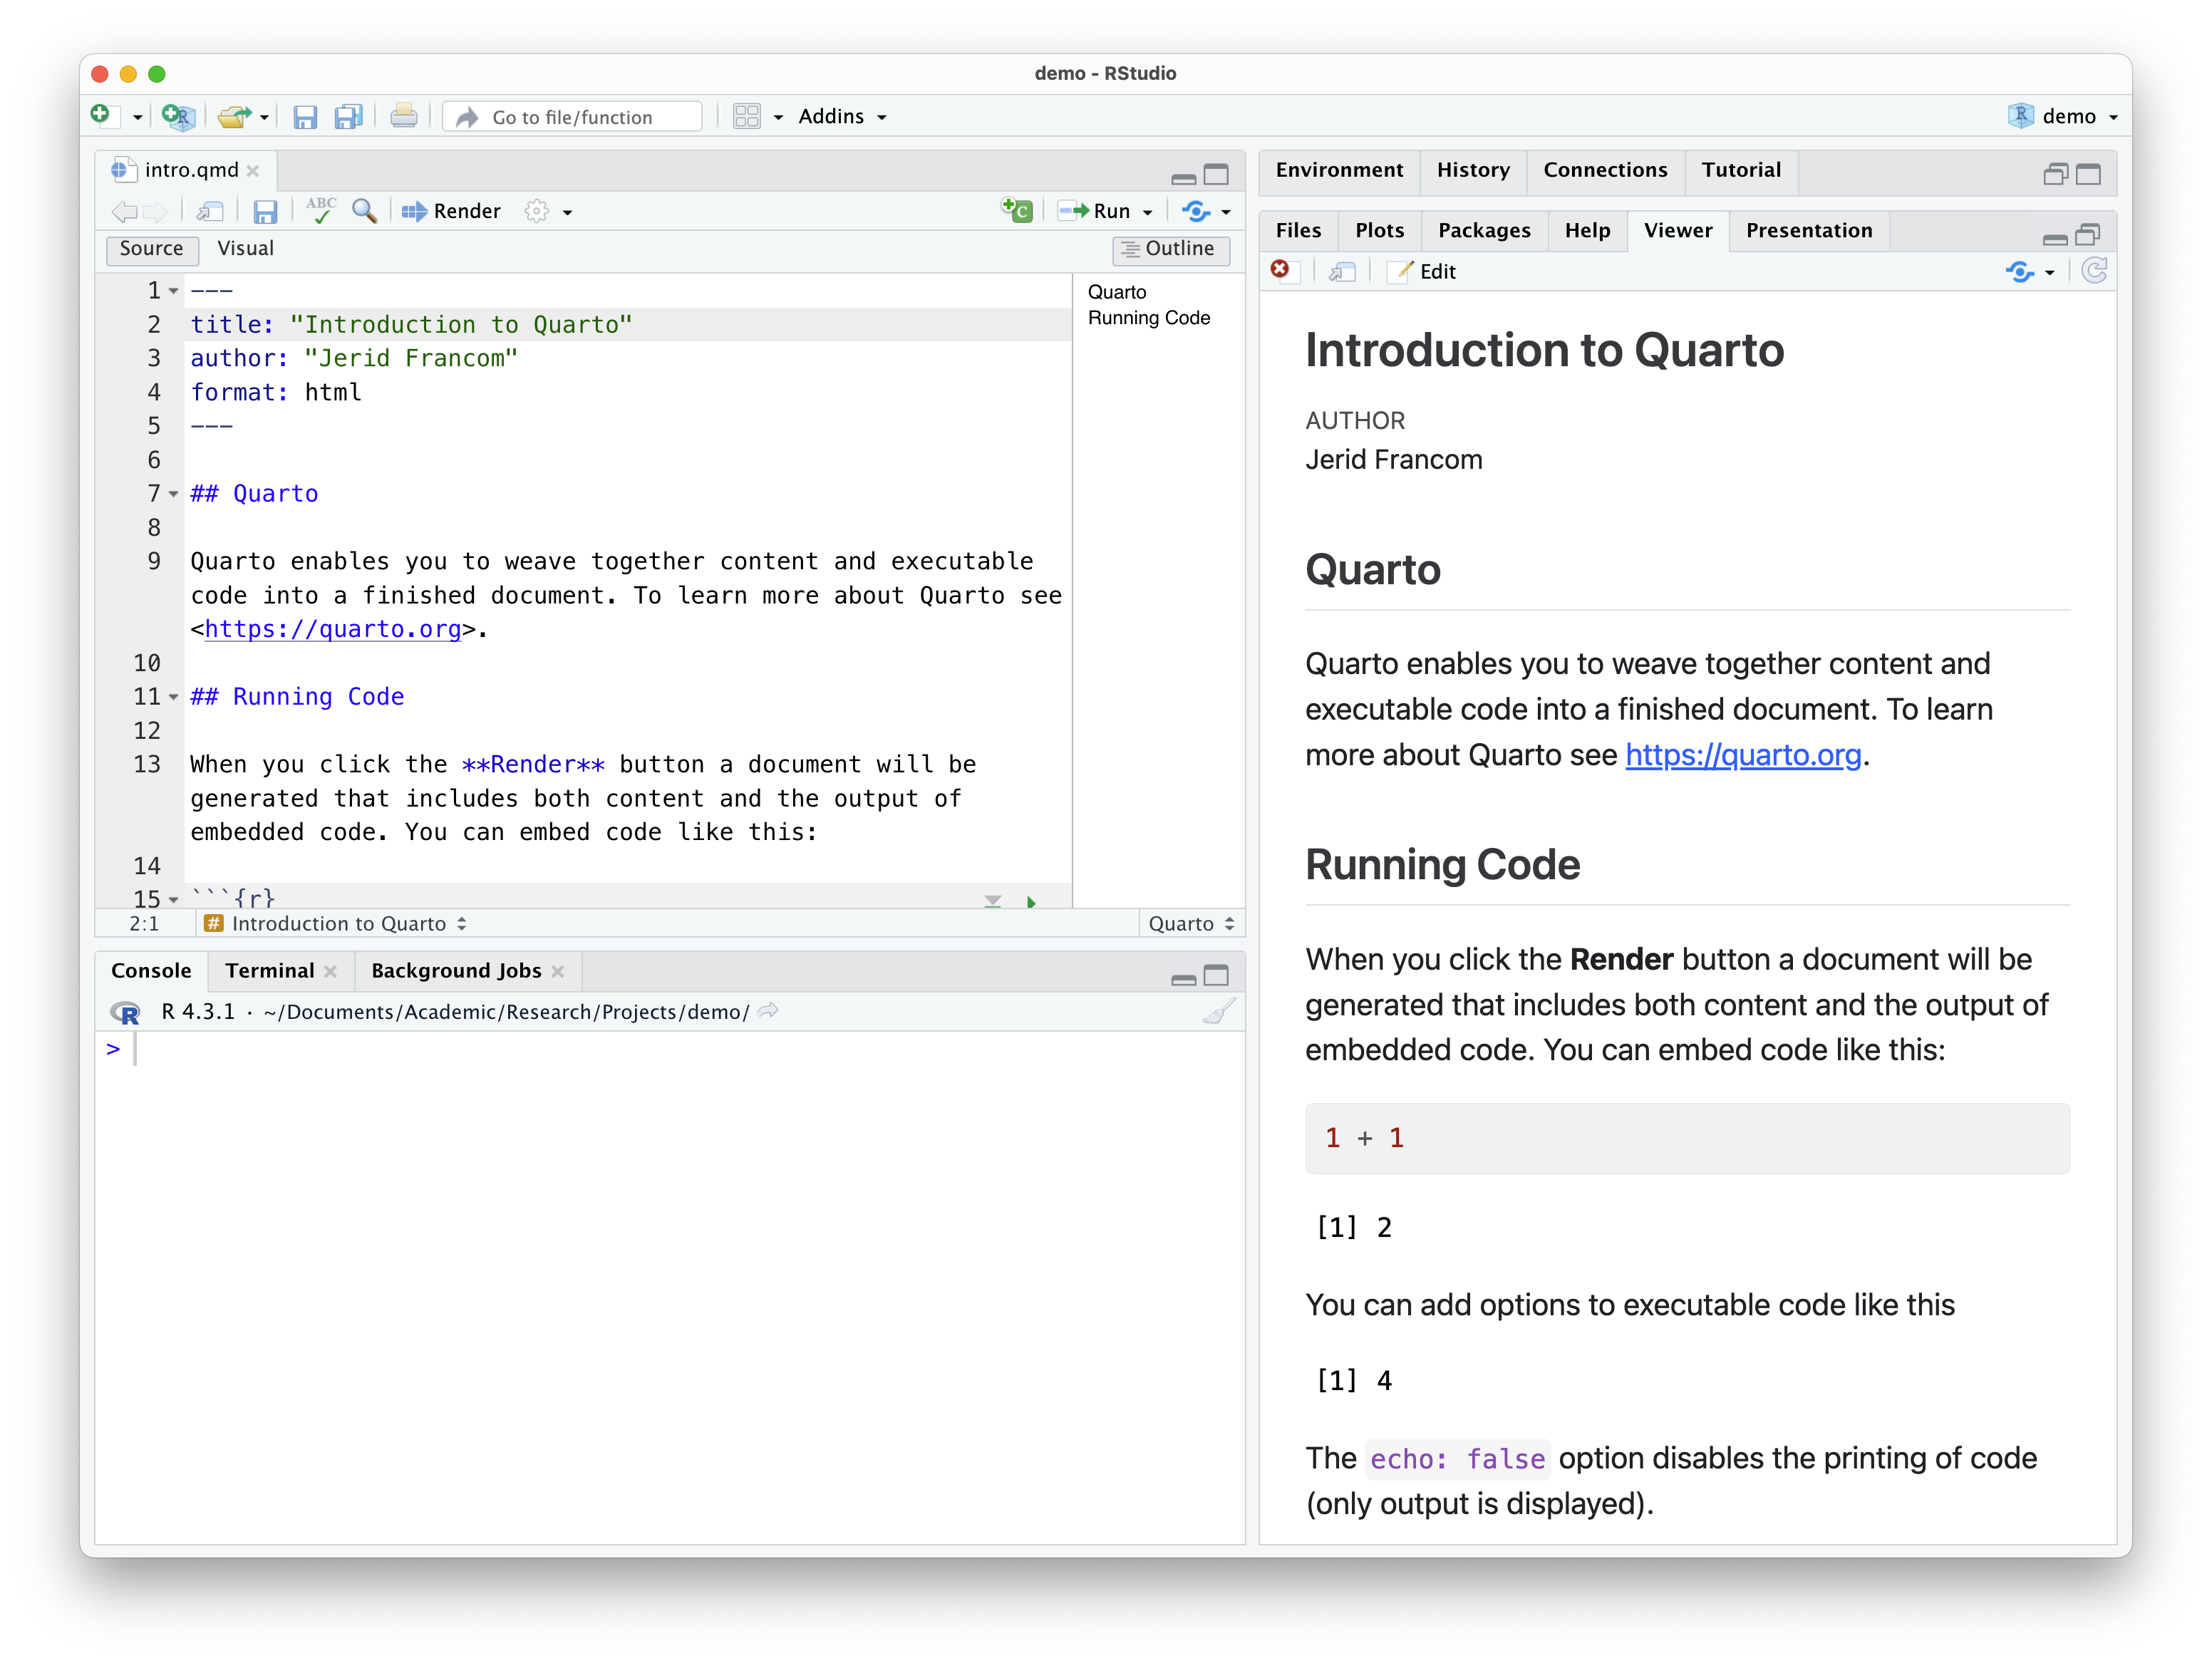 demo - RStudio
Go to file/function
Addins
demo
intro.qmd
ABC
Render
Run
Source
Visual
Outline
1 ---
2 title: "Introduction to Quarto"
3 author: "Jerid Francom"
4 format: html
5 ---
6
7 ## Quarto
8
9 Quarto enables you to weave together content and executable
code into a finished document. To learn more about Quarto see
<https://quarto.org>.
10
11 ## Running Code
12
13 When you click the **Render** button a document will be
generated that includes both content and the output of
embedded code. You can embed code like this:
14
15 ```{r}
Quarto
Running Code
2:1
# Introduction to Quarto
Quarto
Console
Terminal
Background Jobs
R 4.3.1 · ~/Documents/Academic/Research/Projects/demo/
>
Environment
History
Connections
Tutorial
Files
Plots
Packages
Help
Viewer
Presentation
Edit
Introduction to Quarto
AUTHOR
Jerid Francom
Quarto
Quarto enables you to weave together content and
executable code into a finished document. To learn
more about Quarto see https://quarto.org.
Running Code
When you click the Render button a document will be
generated that includes both content and the output of
embedded code. You can embed code like this:
1 + 1
[1] 2
You can add options to executable code like this
[1] 4
The echo: false option disables the printing of code
(only output is displayed).